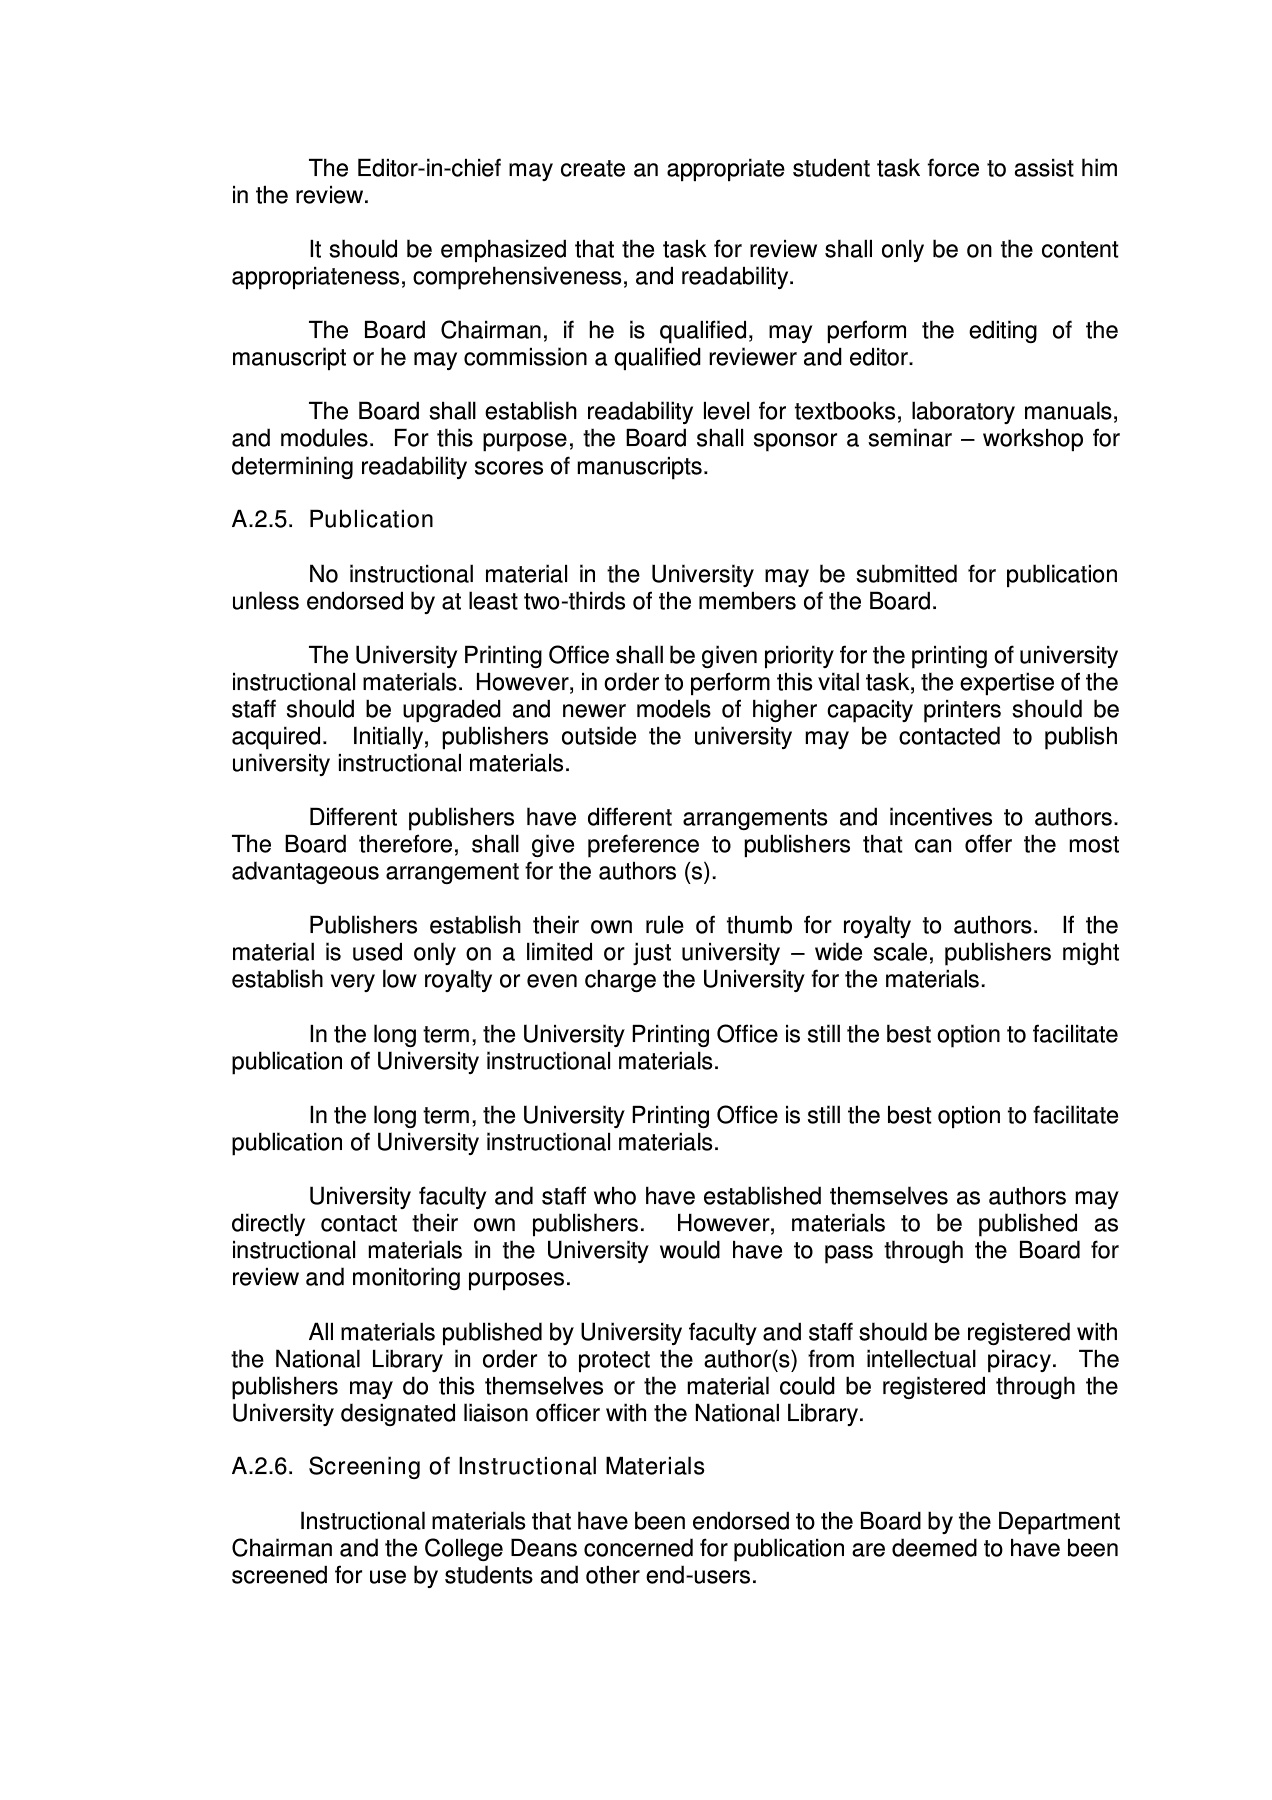 The Editor-in-chief may create an appropriate student task force to assist him
in the review.
It should be emphasized that the task for review shall only be on the content
appropriateness, comprehensiveness, and readability.
The Board Chairman, if he is qualified, may perform the editing of the
manuscript or he may commission a qualified reviewer and editor.
The Board shall establish readability level for textbooks, laboratory manuals,
and modules. For this purpose, the Board shall sponsor a seminar – workshop for
determining readability scores of manuscripts.
A.2.5. Publication
No instructional material in the University may be submitted for publication
unless endorsed by at least two-thirds of the members of the Board.
The University Printing Office shall be given priority for the printing of university
instructional materials. However, in order to perform this vital task, the expertise of the
staff should be upgraded and newer models of higher capacity printers should be
acquired. Initially, publishers outside the university may be contacted to publish
university instructional materials.
Different publishers have different arrangements and incentives to authors.
The Board therefore, shall give preference to publishers that can offer the most
advantageous arrangement for the authors (s).
Publishers establish their own rule of thumb for royalty to authors. If the
material is used only on a limited or just university – wide scale, publishers might
establish very low royalty or even charge the University for the materials.
In the long term, the University Printing Office is still the best option to facilitate
publication of University instructional materials.
In the long term, the University Printing Office is still the best option to facilitate
publication of University instructional materials.
University faculty and staff who have established themselves as authors may
directly contact their own publishers. However, materials to be published as
instructional materials in the University would have to pass through the Board for
review and monitoring purposes.
All materials published by University faculty and staff should be registered with
the National Library in order to protect the author(s) from intellectual piracy. The
publishers may do this themselves or the material could be registered through the
University designated liaison officer with the National Library.
A.2.6. Screening of Instructional Materials
Instructional materials that have been endorsed to the Board by the Department
Chairman and the College Deans concerned for publication are deemed to have been
screened for use by students and other end-users.